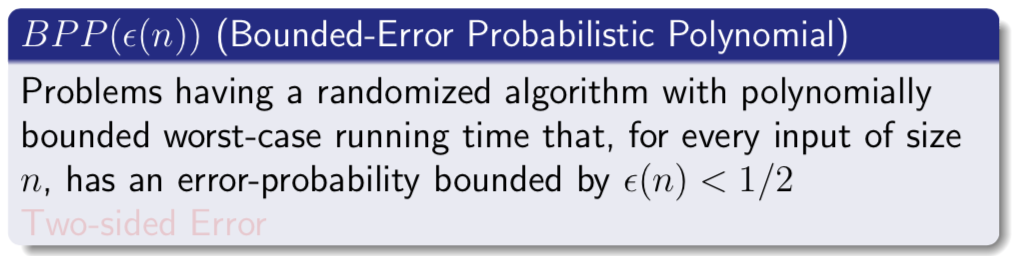 BPP(ϵ(n)) (Bounded-Error Probabilistic Polynomial)
Problems having a randomized algorithm with polynomially
bounded worst-case running time that, for every input of size
n, has an error-probability bounded by ϵ(n) < 1/2
Two-sided Error